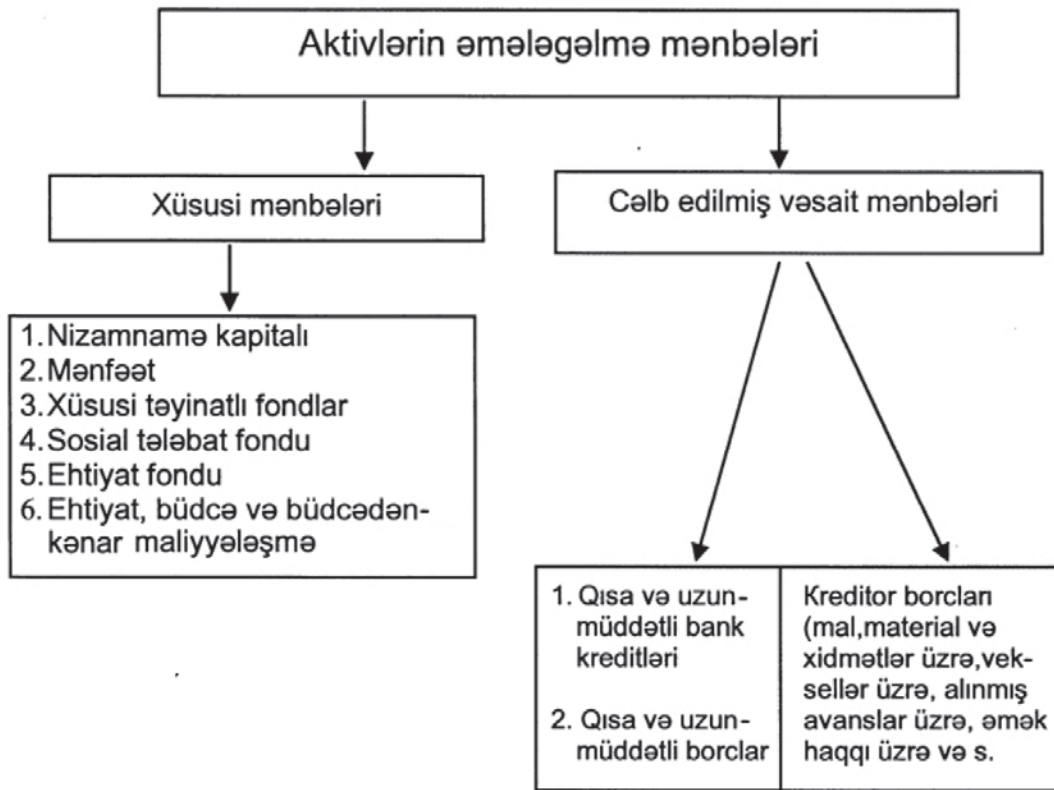 Aktivlərin əmələgəlmə mənbələri
Xüsusi mənbələri
Cəlb edilmiş vəsait mənbələri
1. Nizamnamə kapitalı
2. Mənfəət
3. Xüsusi təyinatlı fondlar
4. Sosial tələbat fondu
5. Ehtiyat fondu
6. Ehtiyat, büdcə və büdcədən-
kənar maliyyələşmə
1. Qısa və uzun-
müddətli bank
kreditləri
2. Qısa və uzun-
müddətli borclar
Kreditor borcları
(mal,material və
xidmətlər üzrə,vek-
sellər üzrə, alınmış
avanslar üzrə, əmək
haqqı üzrə və s.